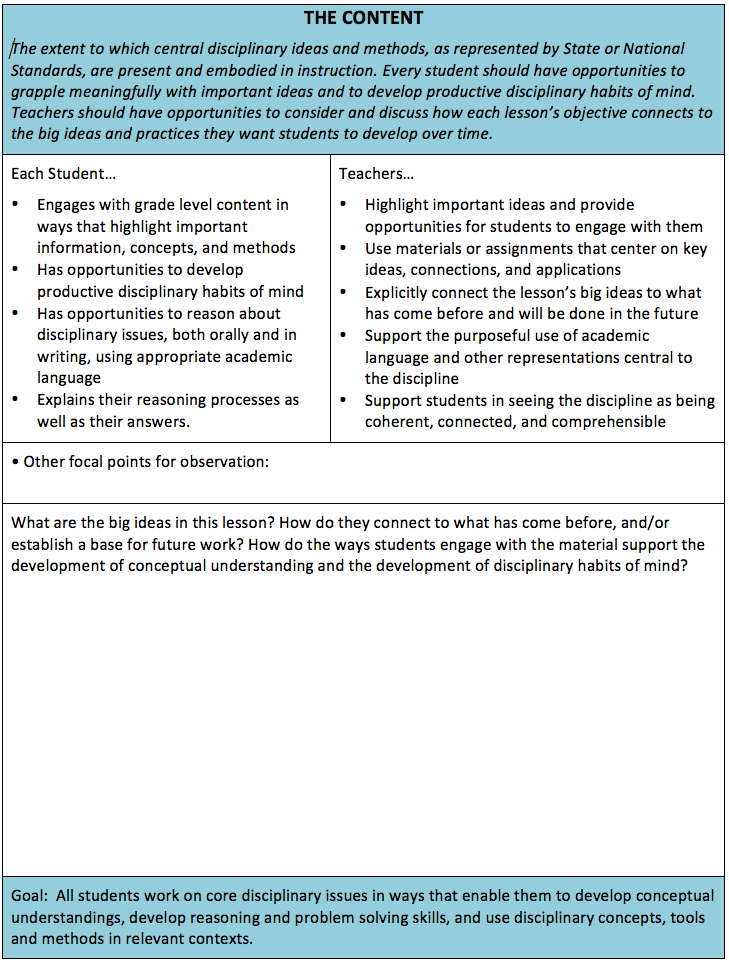 THE CONTENT
The extent to which central disciplinary ideas and methods, as represented by State or National
Standards, are present and embodied in instruction. Every student should have opportunities to
grapple meaningfully with important ideas and to develop productive disciplinary habits of mind.
Teachers should have opportunities to consider and discuss how each lesson's objective connects to
the big ideas and practices they want students to develop over time.
Each Student…
• Engages with grade level content in
ways that highlight important
information, concepts, and methods
• Has opportunities to develop
productive disciplinary habits of mind
• Has opportunities to reason about
disciplinary issues, both orally and in
writing, using appropriate academic
language
• Explains their reasoning processes as
well as their answers.
Teachers…
• Highlight important ideas and provide
opportunities for students to engage with them
• Use materials or assignments that center on key
ideas, connections, and applications
• Explicitly connect the lesson's big ideas to what
has come before and will be done in the future
• Support the purposeful use of academic
language and other representations central to
the discipline
• Support students in seeing the discipline as being
coherent, connected, and comprehensible
• Other focal points for observation:
What are the big ideas in this lesson? How do they connect to what has come before, and/or
establish a base for future work? How do the ways students engage with the material support the
development of conceptual understanding and the development of disciplinary habits of mind?
Goal:  All students work on core disciplinary issues in ways that enable them to develop conceptual
understandings, develop reasoning and problem solving skills, and use disciplinary concepts, tools
and methods in relevant contexts.